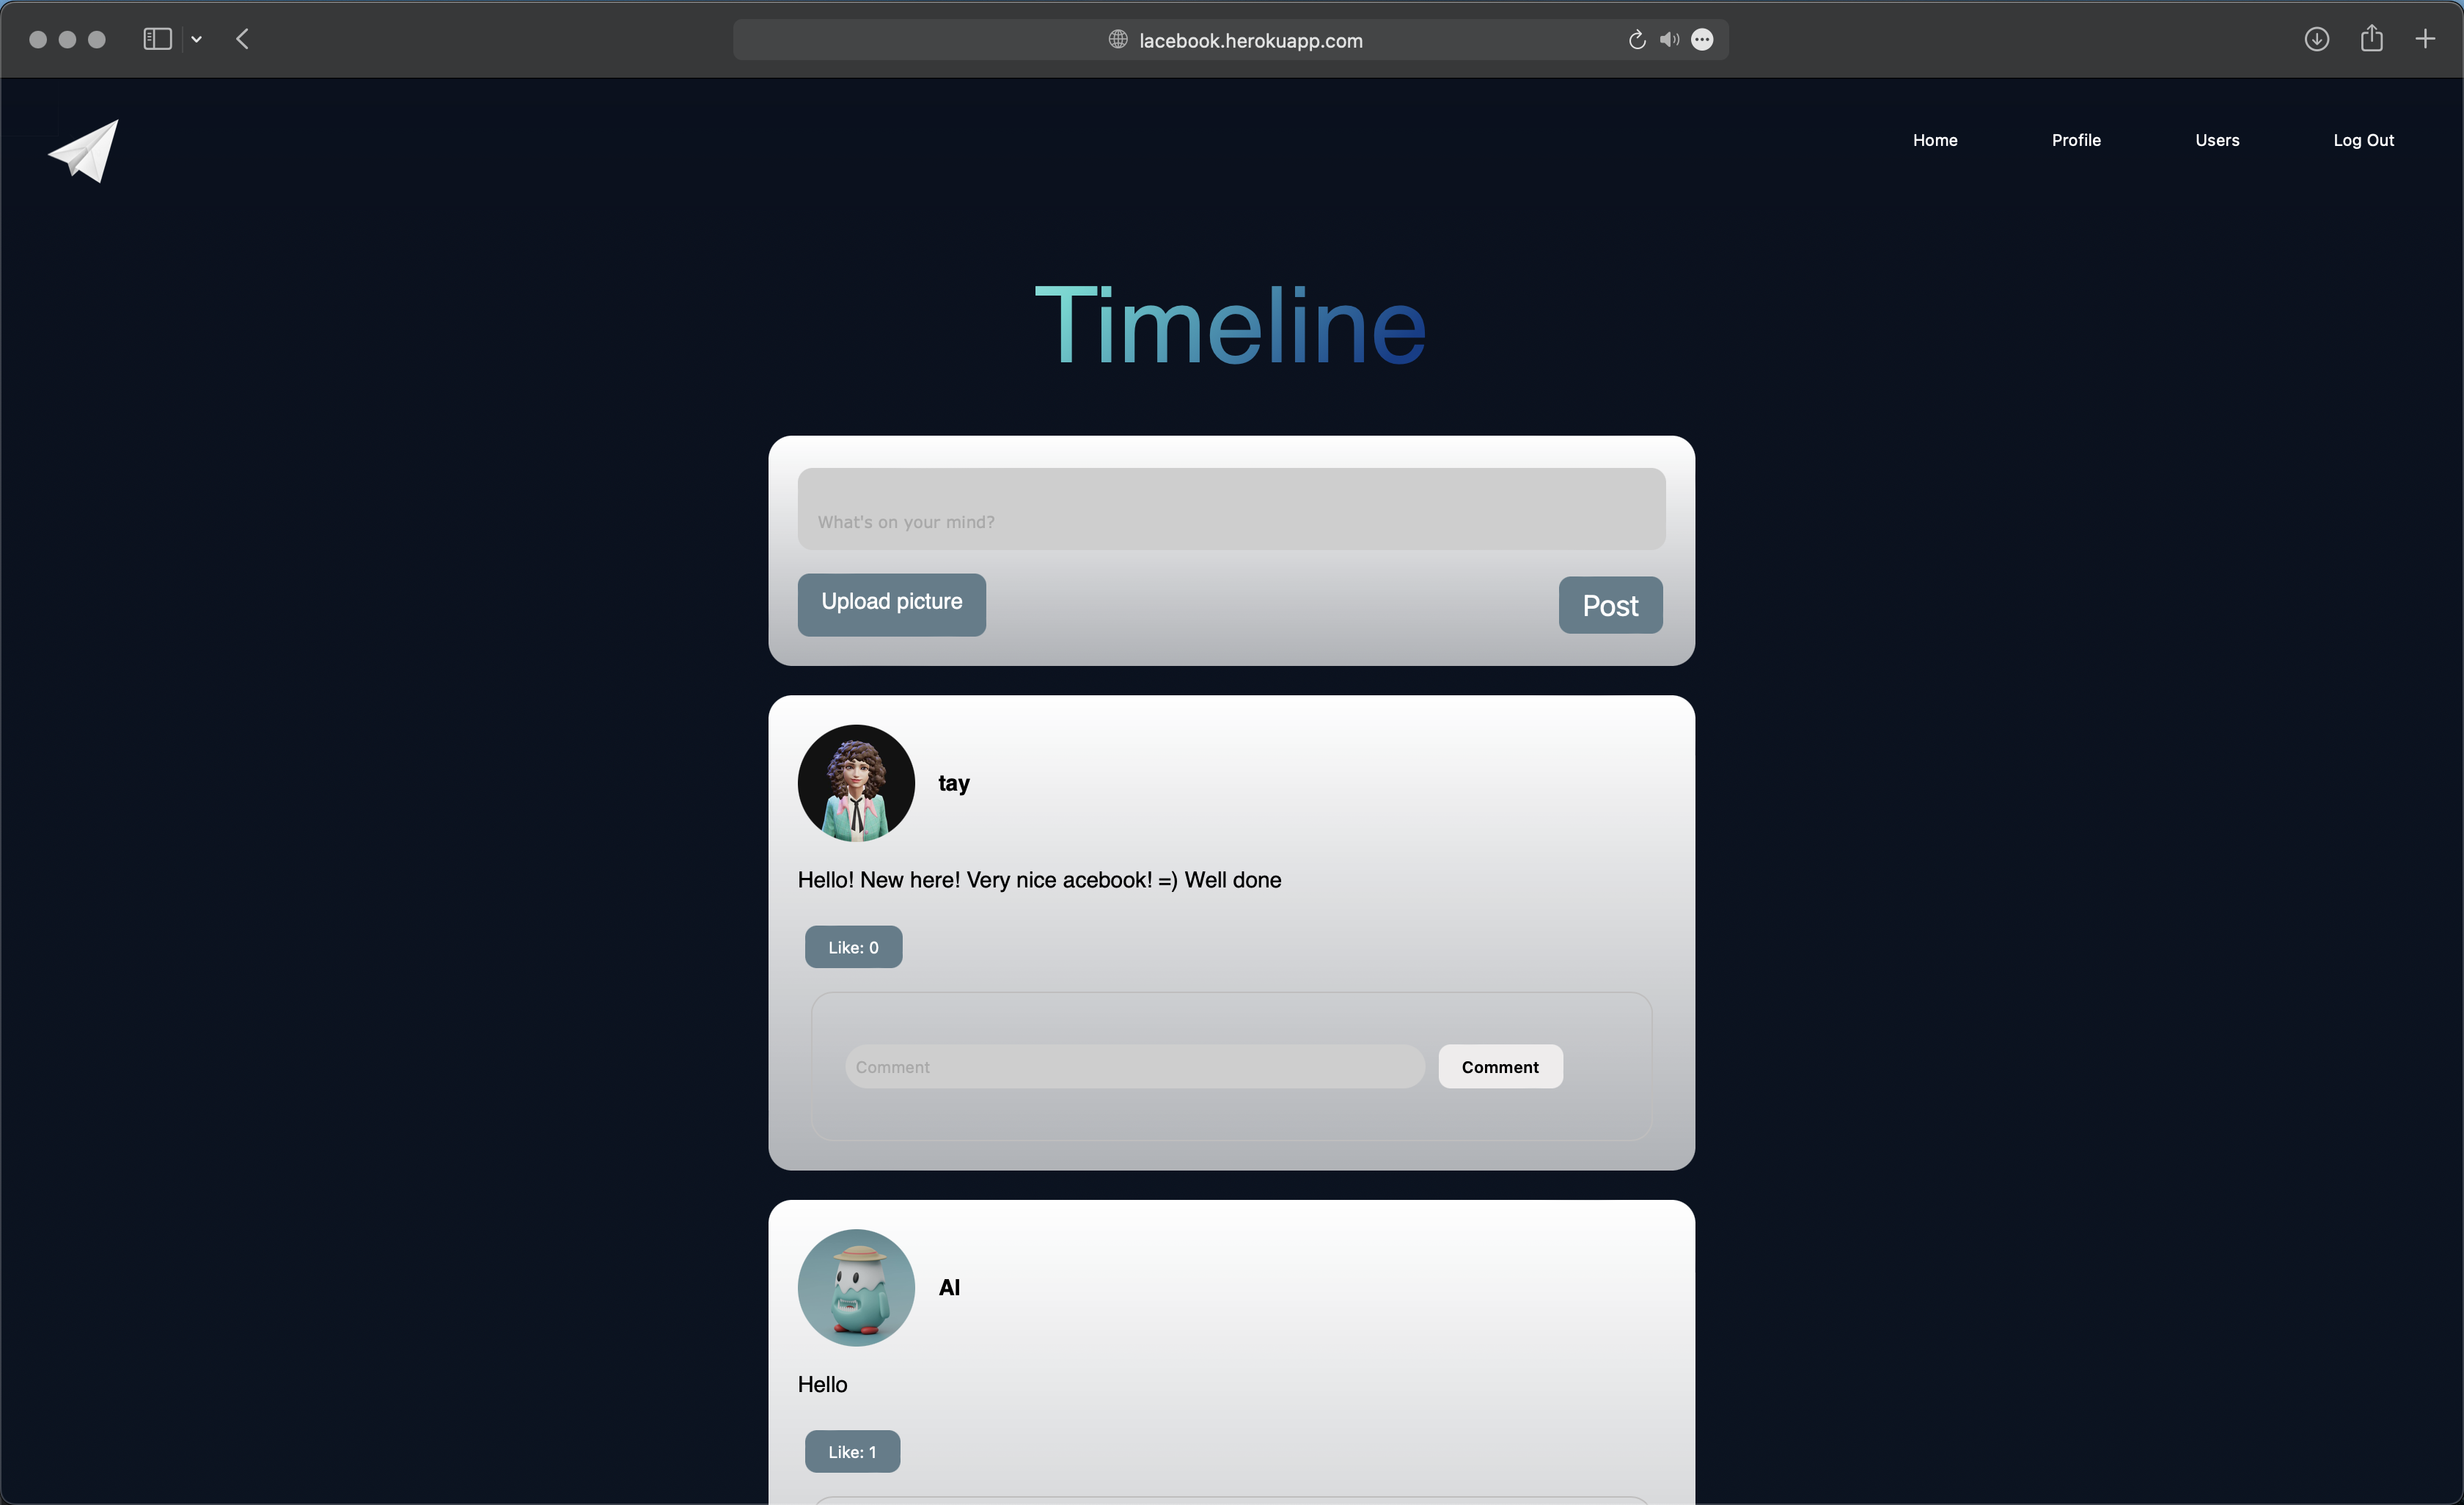 lacebook.herokuapp.com
Home Profile Users Log Out
Timeline
What's on your mind?
Upload picture
Post
tay
Hello! New here! Very nice acebook! =) Well done
Like: 0
Comment Comment
Al
Hello
Like: 1